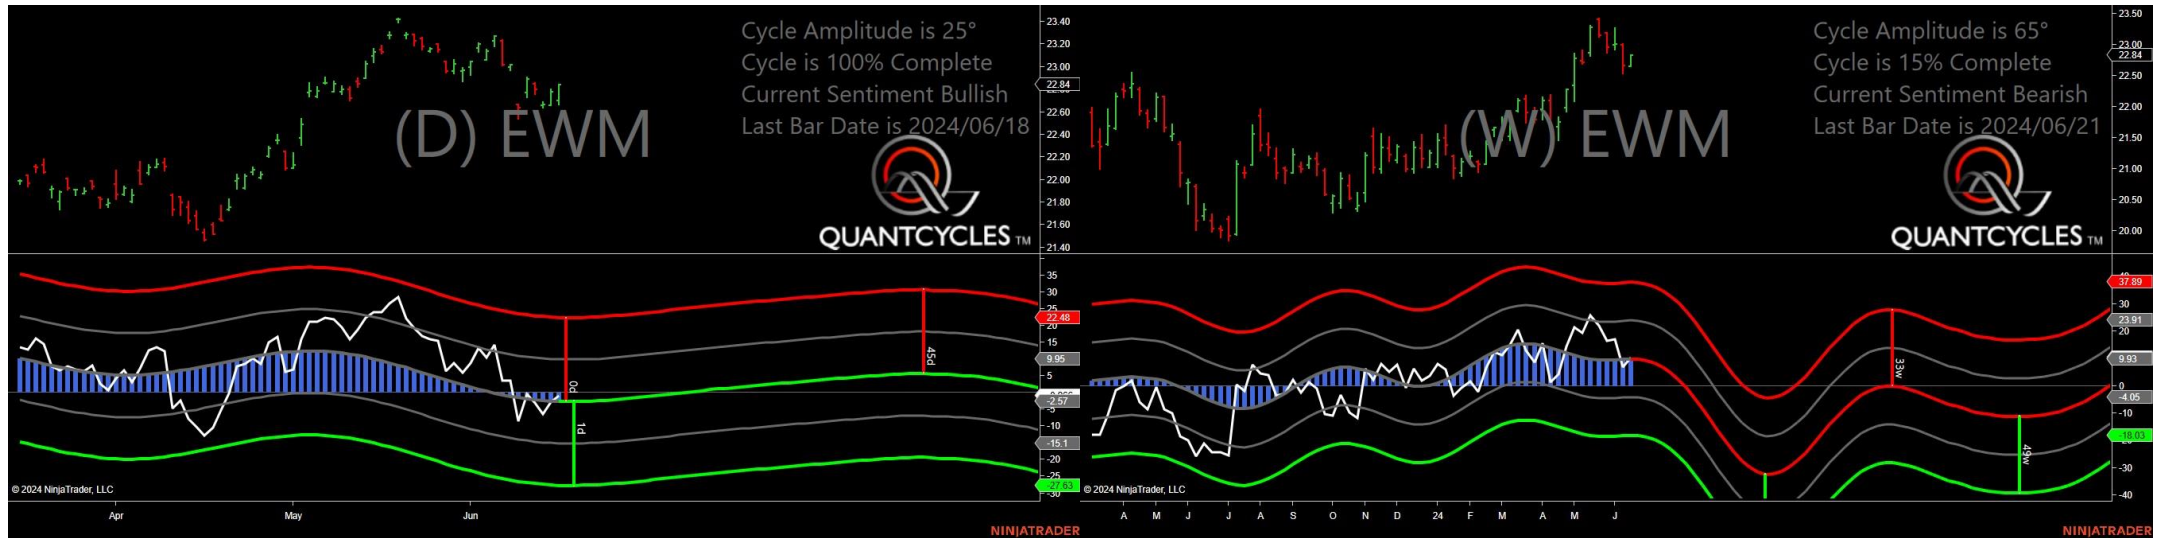 Cycle Amplitude is 25°
Cycle is 100% Complete
Current Sentiment Bullish
Last Bar Date is 2024/06/18
(D) EWM
QUANTCYCLES TM
23.40
23.20
23.00
22.84
22.60
22.40
22.20
22.00
21.80
21.60
21.40
35
30
25
22.48
20
15
9.95
5
-2.57
-5
-10
-15.1
-20
-25
-27.63
-30
0d
1d
45d
© 2024 NinjaTrader, LLC
Apr
May
Jun
NINJATRADER
Cycle Amplitude is 65°
Cycle is 15% Complete
Current Sentiment Bearish
Last Bar Date is 2024/06/21
(W) EWM
QUANTCYCLES TM
23.50
23.00
22.84
22.50
22.00
21.50
21.00
20.50
20.00
37.89
30
23.91
20
9.93
0
-4.05
-10
-18.03
-30
-40
33w
49w
© 2024 NinjaTrader, LLC
A M J J A S O N D 24 F M A M J
NINJATRADER